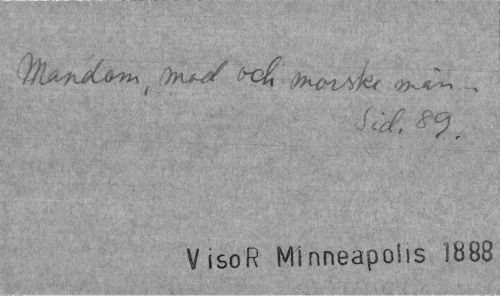 Mandom, mod och morske män.
Sid. 89.
VisoR Minneapolis 1888